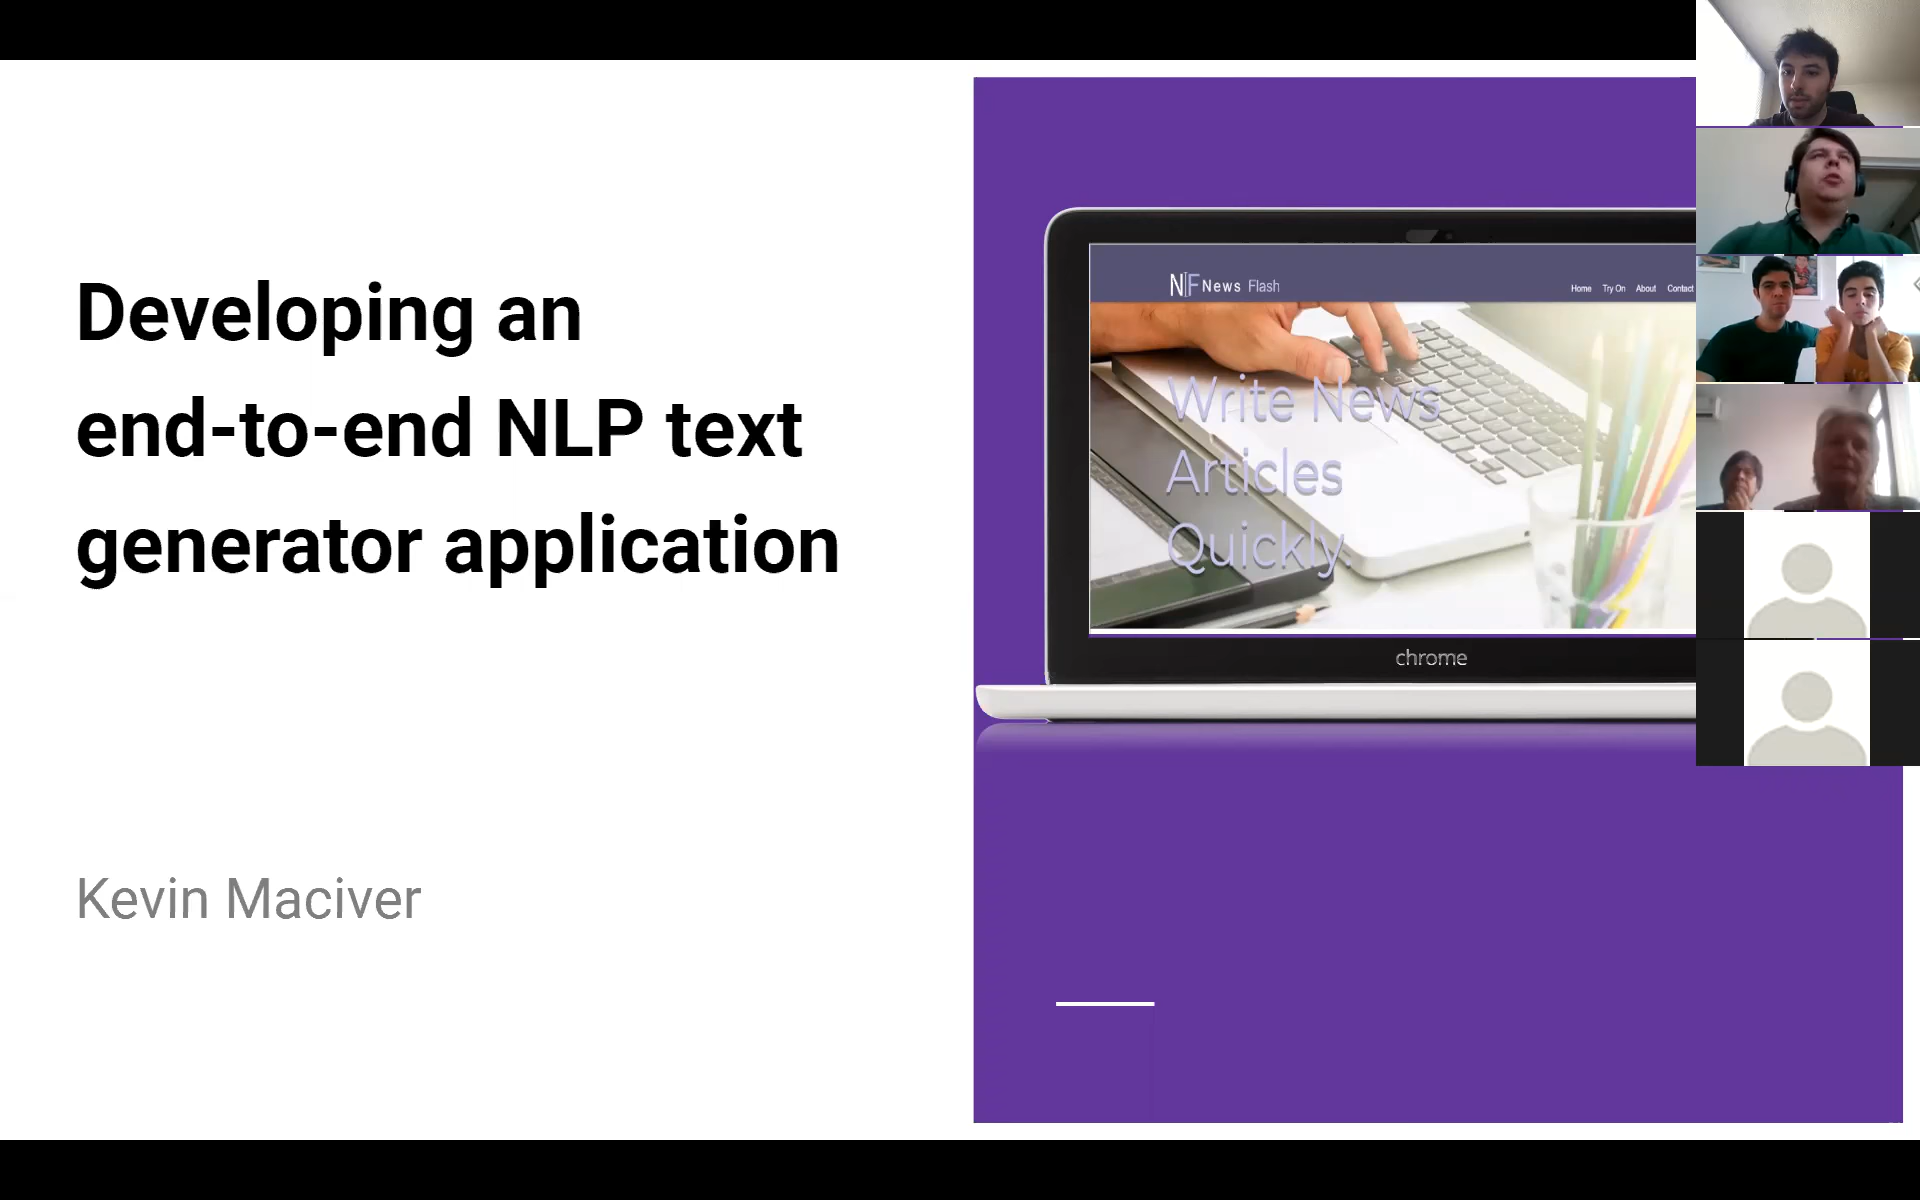 Developing an
end-to-end NLP text
generator application
Kevin Maciver
NF News Flash
Home Try On About Contact
Write News
Articles
Quickly.
chrome